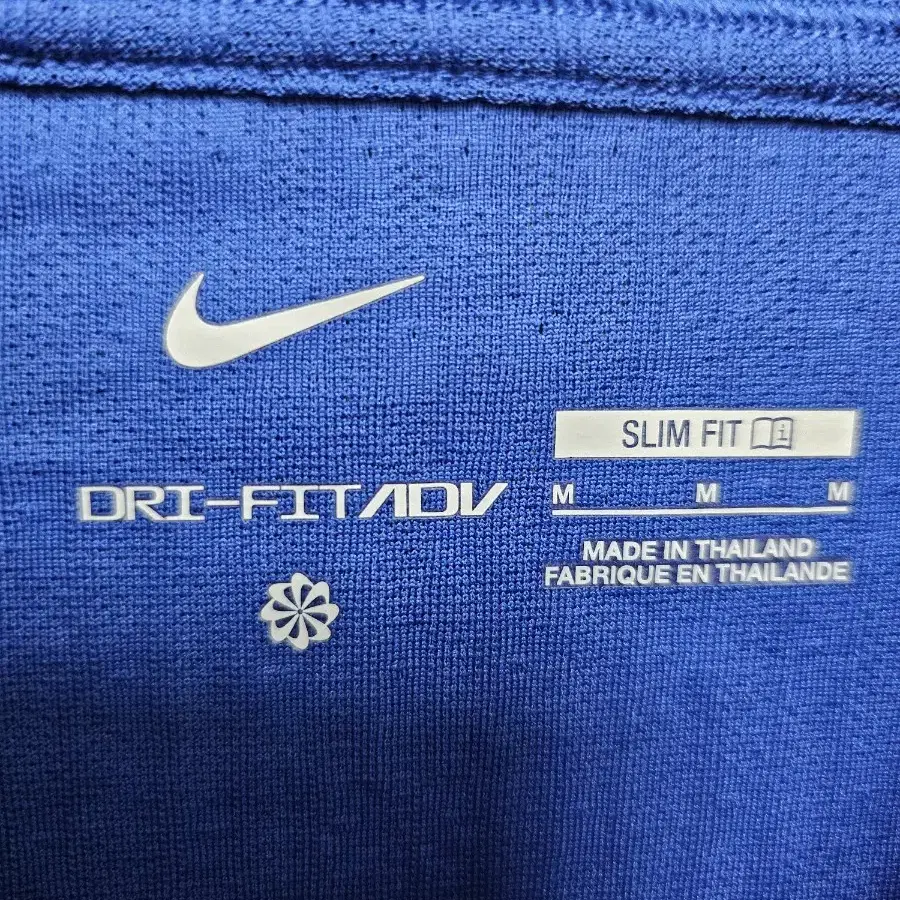 SLIM FIT
DRI-FIT ADV
M M M
MADE IN THAILAND
FABRIQUE EN THAILANDE